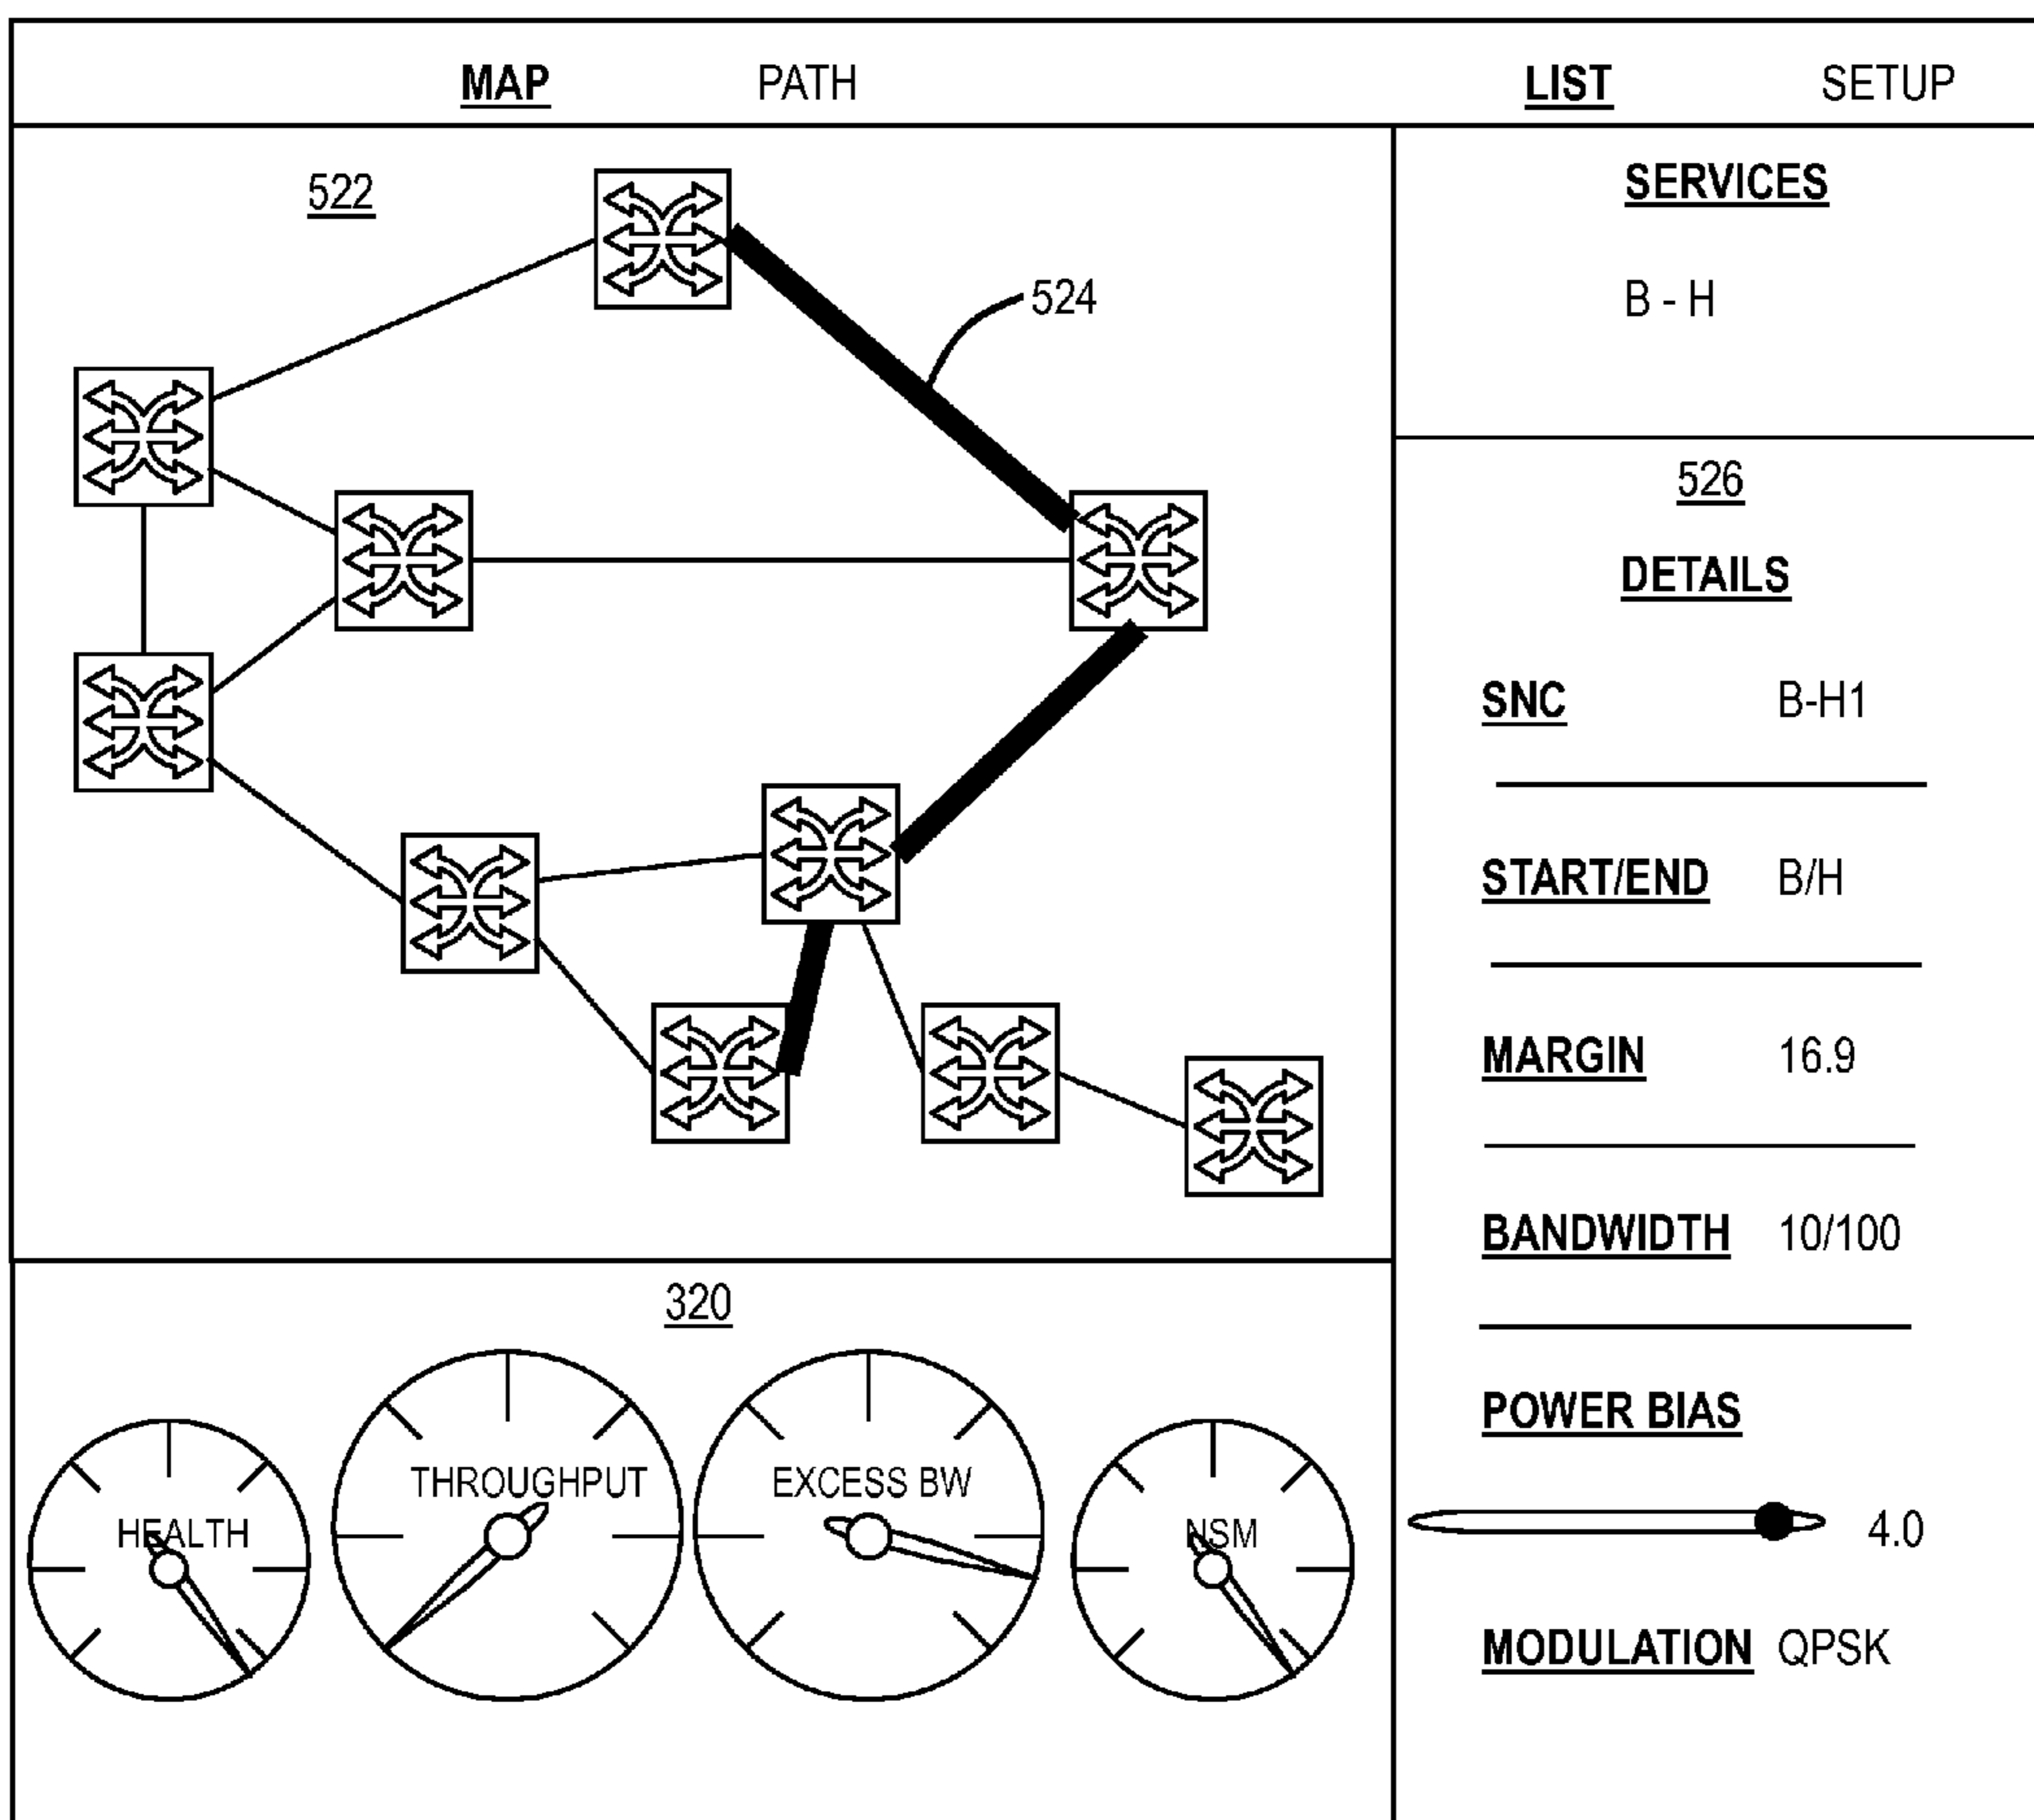 MAP PATH LIST SETUP
522
524
SERVICES
B - H
526
DETAILS
SNC B-H1
START/END B/H
MARGIN 16.9
BANDWIDTH 10/100
POWER BIAS
4.0
MODULATION QPSK
320
HEALTH
THROUGHPUT
EXCESS BW
NSM